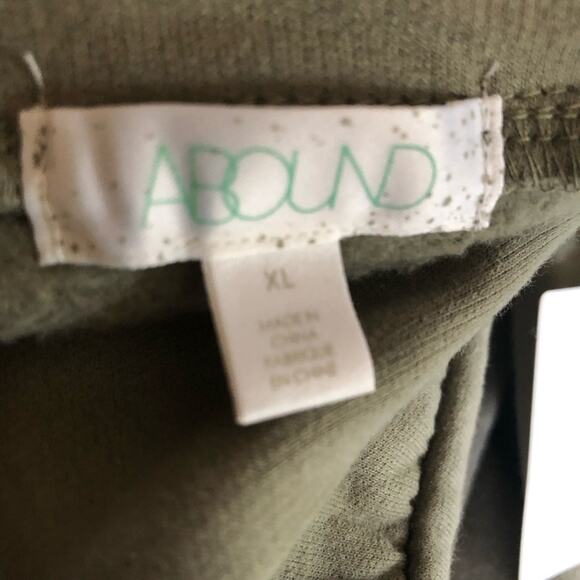 ABOUND
XL
MADE IN
CHINA
FABRIQUÉ
EN CHINE